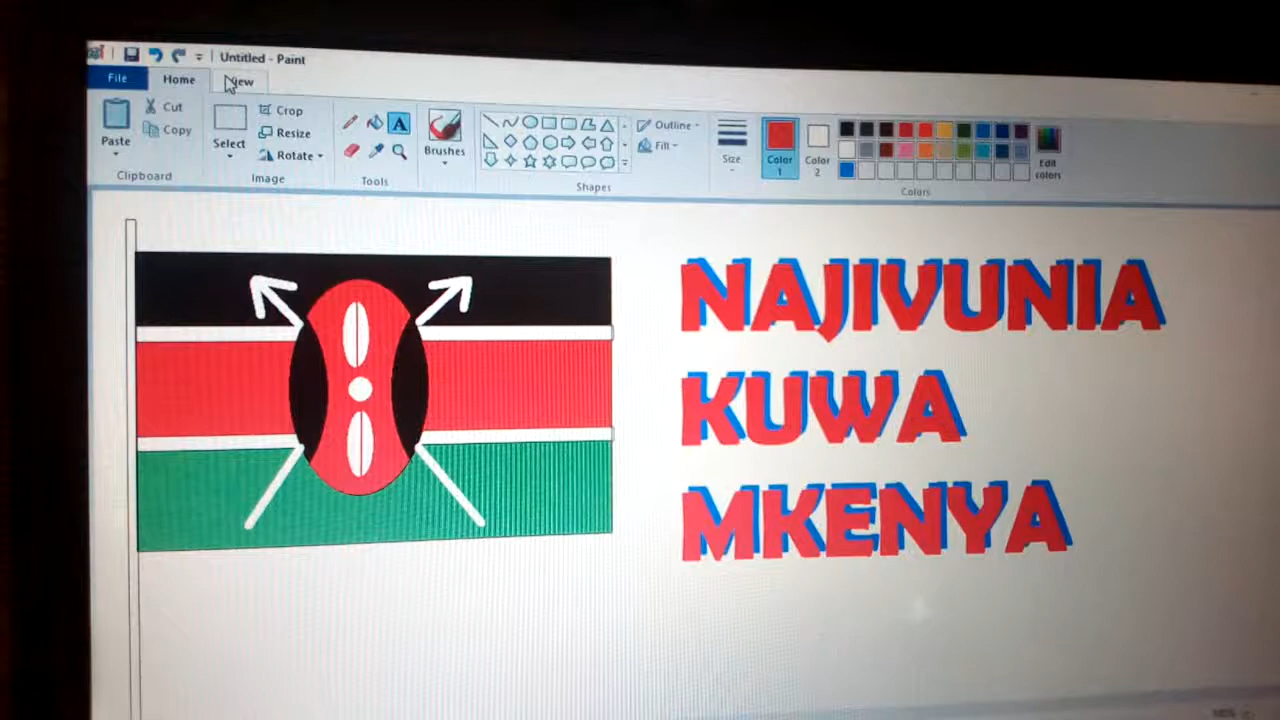 Untitled - Paint
File Home View
Cut
Copy
Paste
Clipboard
Crop
Resize
Rotate
Select
Image
A
Tools
Brushes
Outline
Fill
Shapes
Size
Color 1
Color 2
Edit colors
Colors
NAJIVUNIA
KUWA
MKENYA